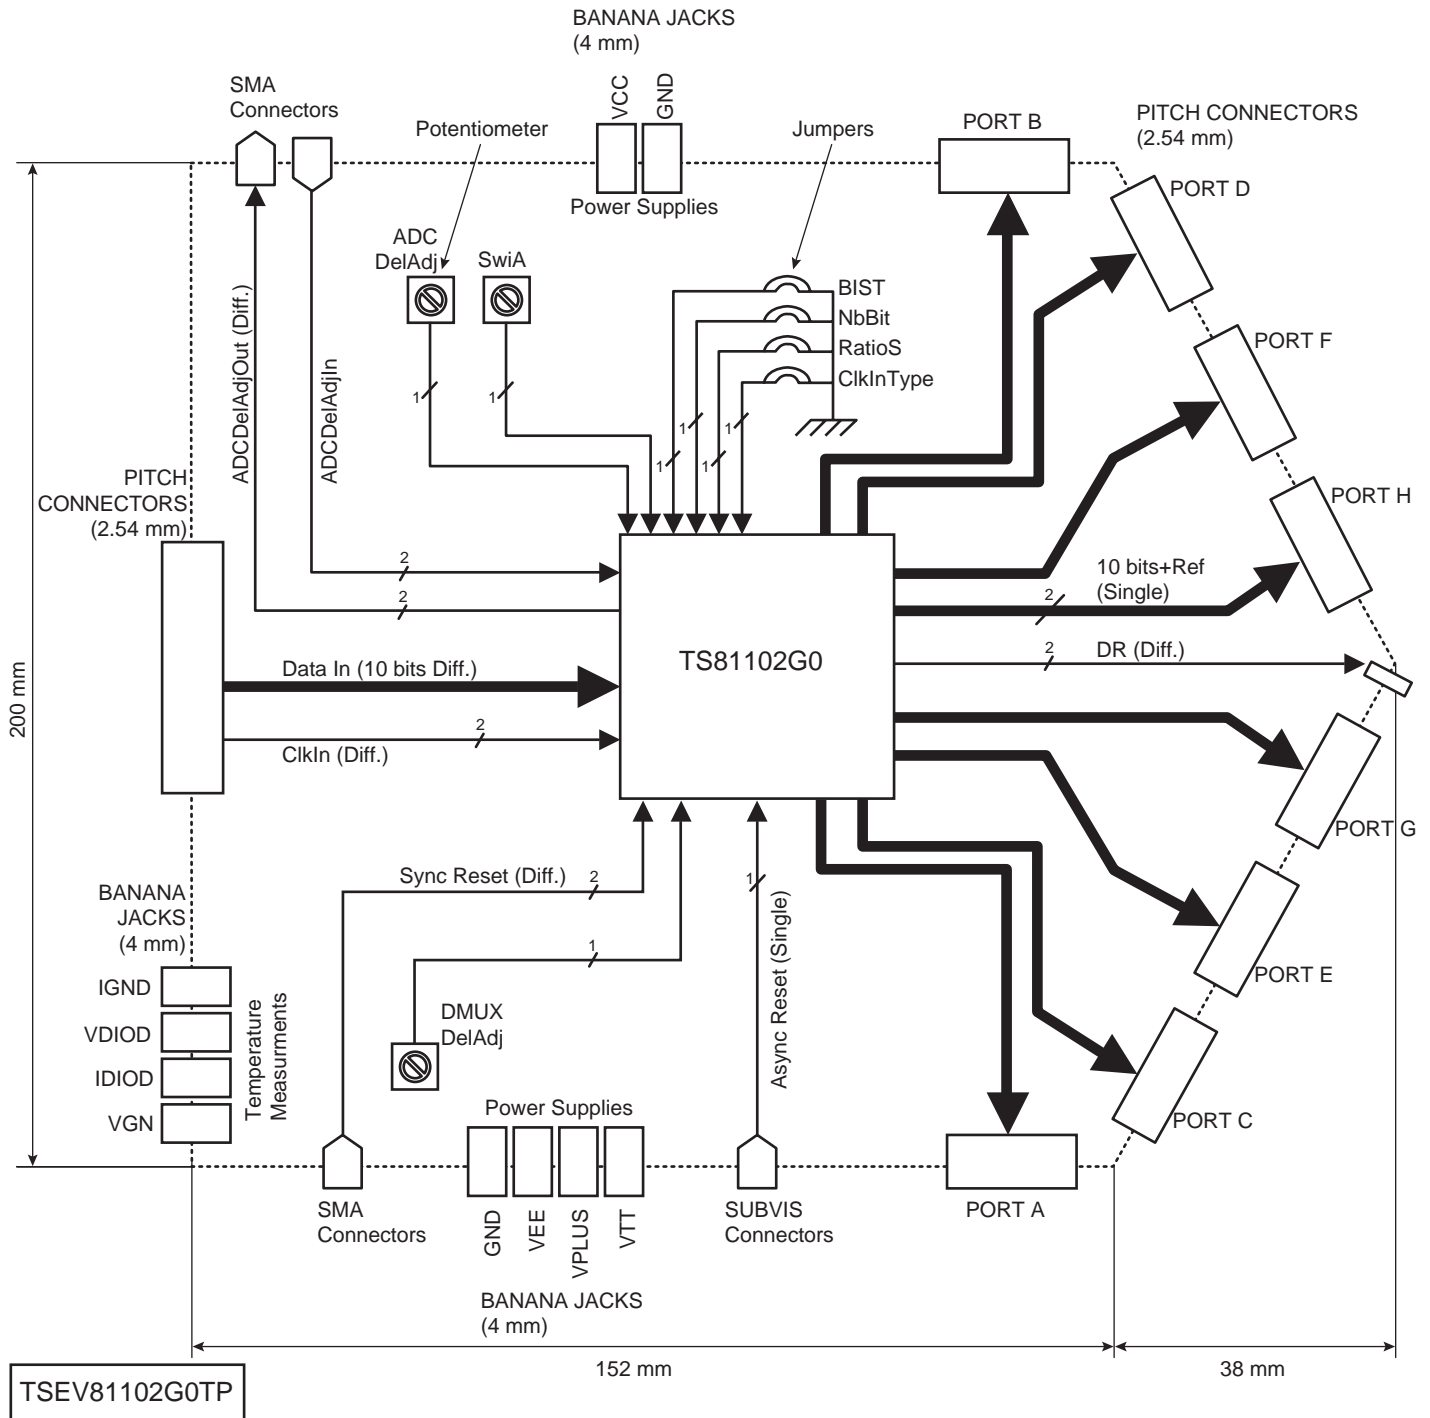 BANANA JACKS
(4 mm)
SMA
Connectors
VCC
GND
Potentiometer
Jumpers
PORT B
PITCH CONNECTORS
(2.54 mm)
PORT D
Power Supplies
ADC
DelAdj
SwiA
BIST
NbBit
RatioS
ClkInType
PORT F
ADCDelAdjOut (Diff.)
ADCDelAdjIn
1
1
1
1
1
1
PITCH
CONNECTORS
(2.54 mm)
PORT H
2
2
10 bits+Ref
(Single)
2
TS81102G0
Data In (10 bits Diff.)
2
DR (Diff.)
200 mm
2
ClkIn (Diff.)
PORT G
Sync Reset (Diff.)
2
1
BANANA
JACKS
(4 mm)
1
Async Reset (Single)
IGND
VDIOD
IDIOD
VGN
Temperature
Measurments
DMUX
DelAdj
PORT E
Power Supplies
PORT C
SMA
Connectors
GND
VEE
VPLUS
VTT
SUBVIS
Connectors
PORT A
BANANA JACKS
(4 mm)
152 mm
38 mm
TSEV81102G0TP